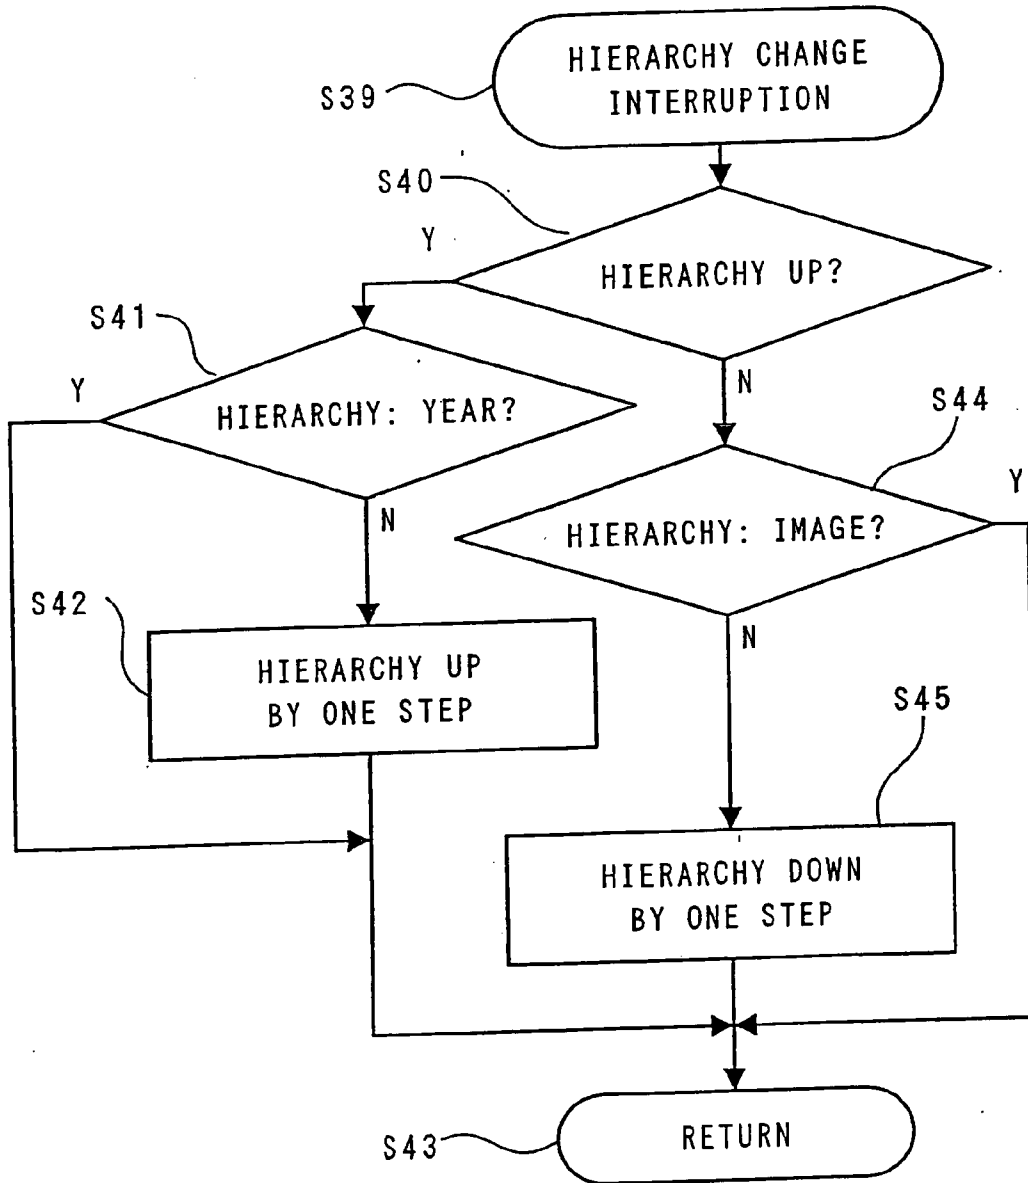 HIERARCHY CHANGE
INTERRUPTION
S39
S40
Y
HIERARCHY UP?
S41
N
Y
HIERARCHY: YEAR?
S44
Y
N
HIERARCHY: IMAGE?
S42
N
HIERARCHY UP
BY ONE STEP
S45
HIERARCHY DOWN
BY ONE STEP
S43
RETURN